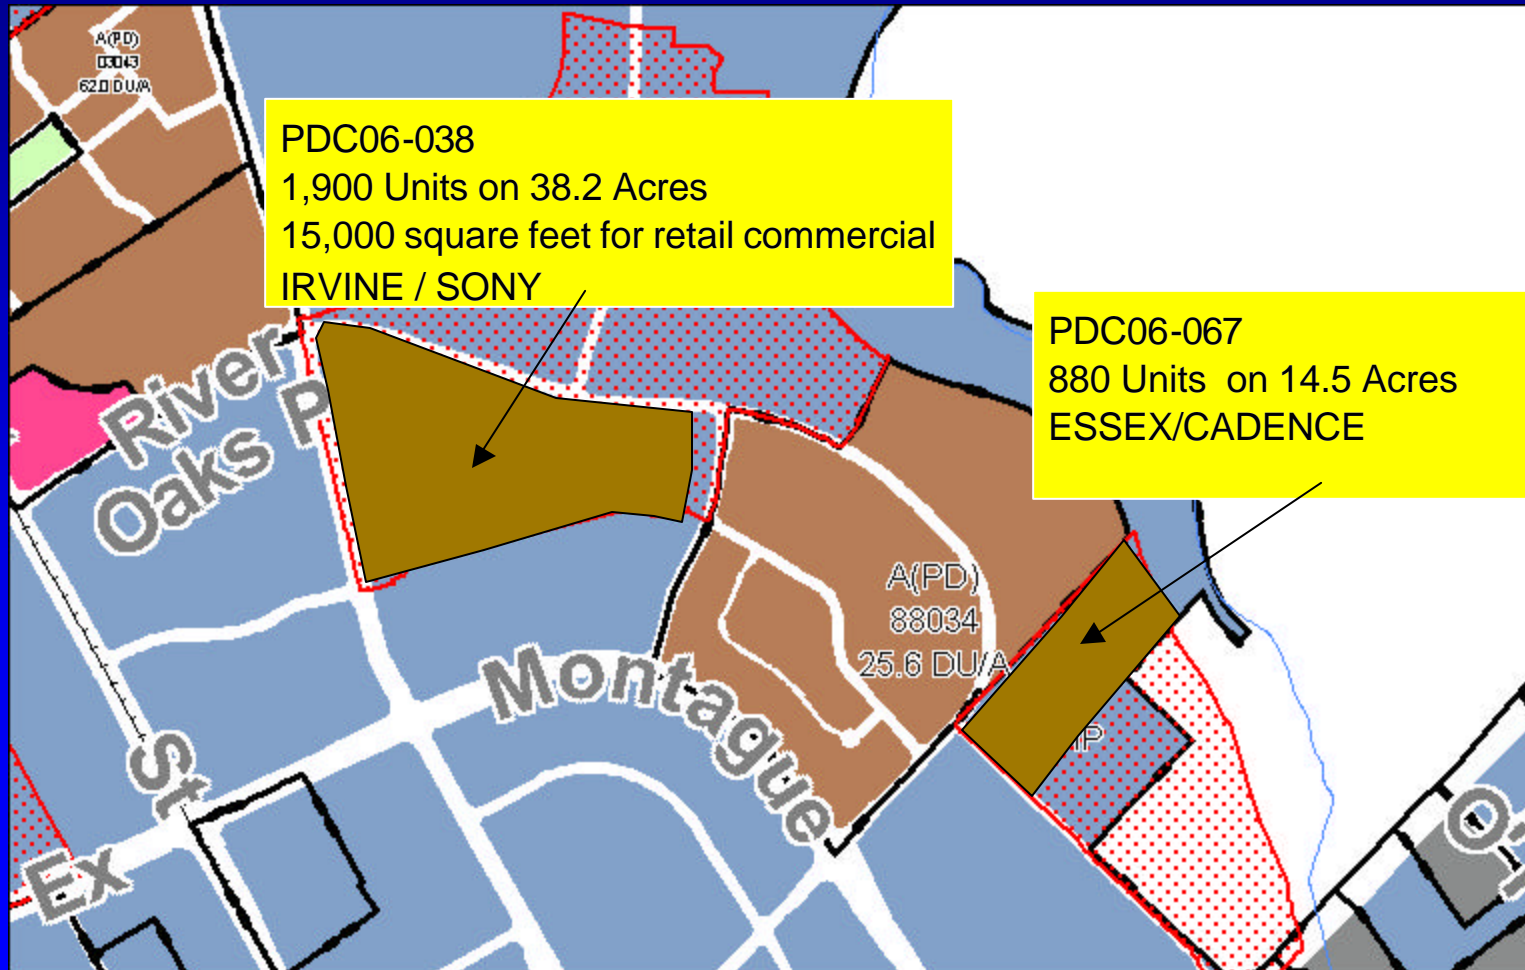 A(PD)
03043
62.0 DU/A
PDC06-038
1,900 Units on 38.2 Acres
15,000 square feet for retail commercial
IRVINE / SONY
PDC06-067
880 Units on 14.5 Acres
ESSEX/CADENCE
River
Oaks P
A(PD)
88034
25.6 DU/A
Montague
IP
St
Ex